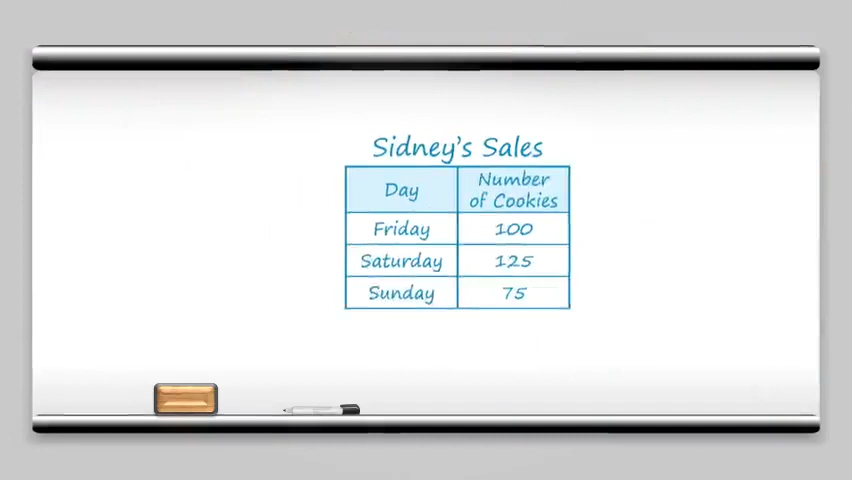 Sidney's Sales
Day
Number
of Cookies
Friday 100
Saturday 125
Sunday 75